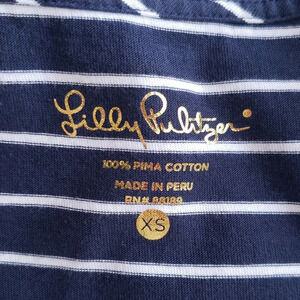 Lilly Pulitzer
100% PIMA COTTON
MADE IN PERU
RN# 88189
XS